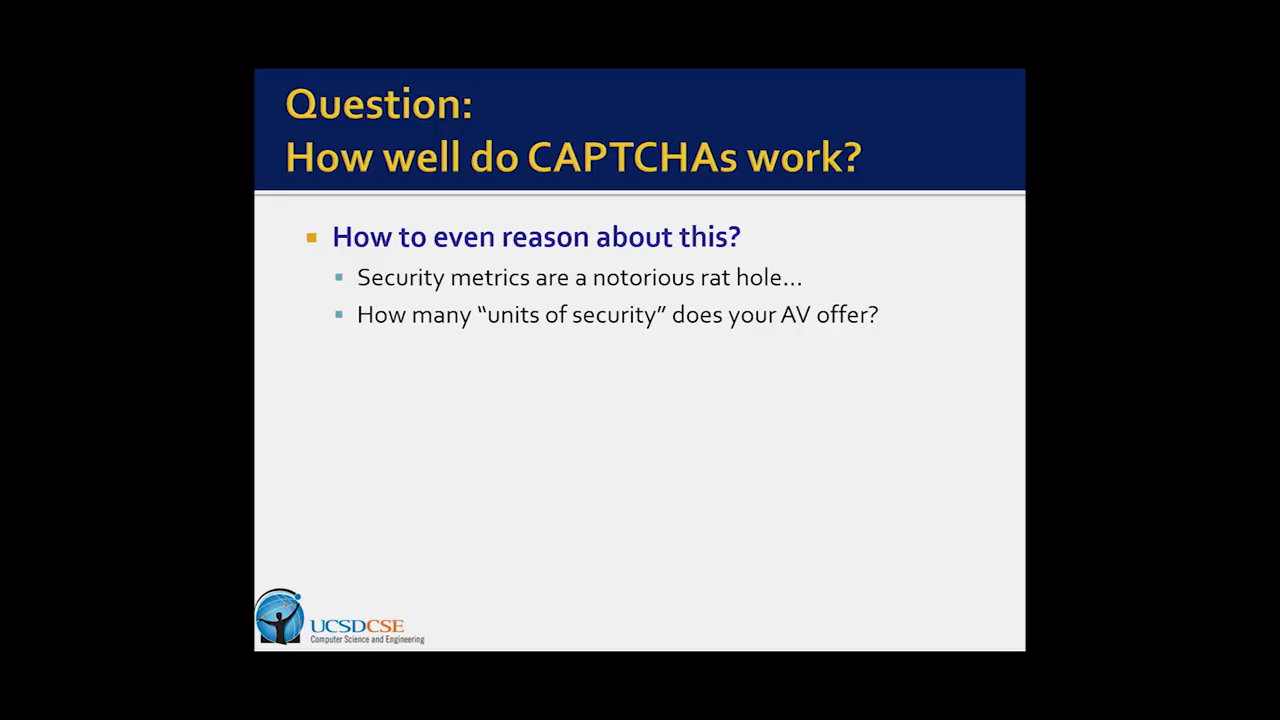 Question:
How well do CAPTCHAs work?
How to even reason about this?
Security metrics are a notorious rat hole...
How many “units of security” does your AV offer?
UCSDCSE
Computer Science and Engineering